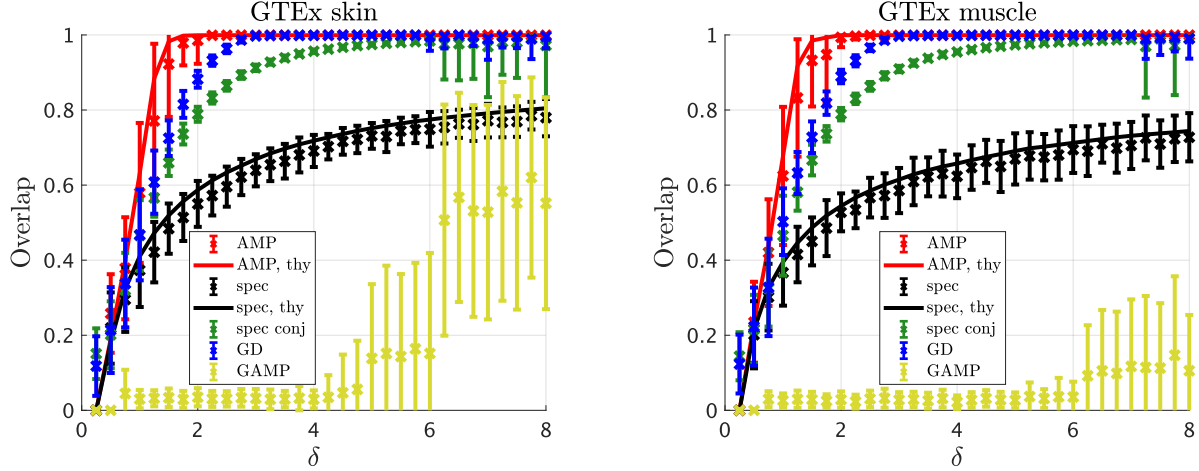 GTEx skin
1
0.8
0.6
0.4
0.2
0
Overlap
AMP
AMP, thy
spec
spec, thy
spec conj
GD
GAMP
0 2 4 6 8
δ
GTEx muscle
1
0.8
0.6
0.4
0.2
0
Overlap
AMP
AMP, thy
spec
spec, thy
spec conj
GD
GAMP
0 2 4 6 8
δ